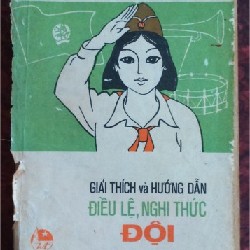 GIẢI THÍCH và HƯỚNG DẪN
ĐIỀU LỆ, NGHI THỨC
ĐỘI